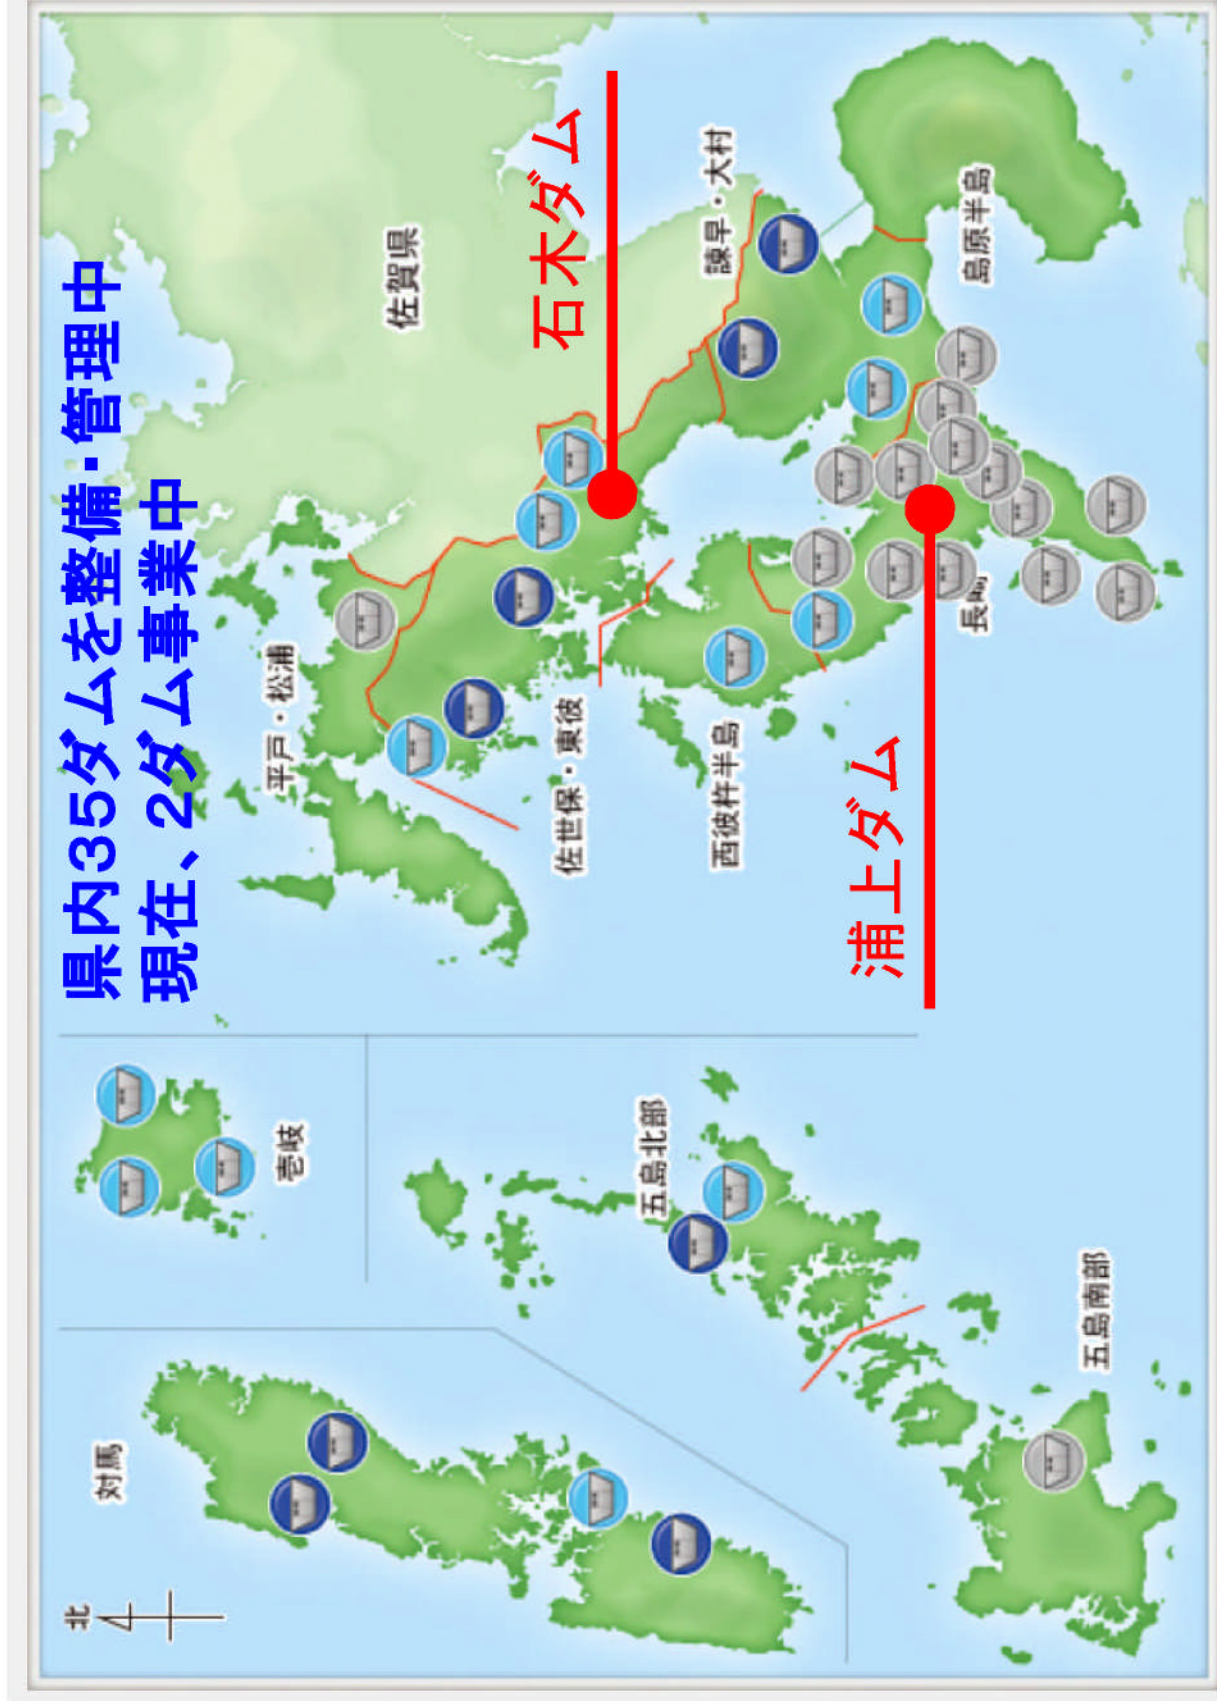 県内35ダムを整備・管理中
現在、2ダム事業中
北
対馬
壱岐
平戸・松浦
佐賀県
石木ダム
佐世保・東彼
諫早・大村
西彼杵半島
五島北部
浦上ダム
長崎
島原半島
五島南部